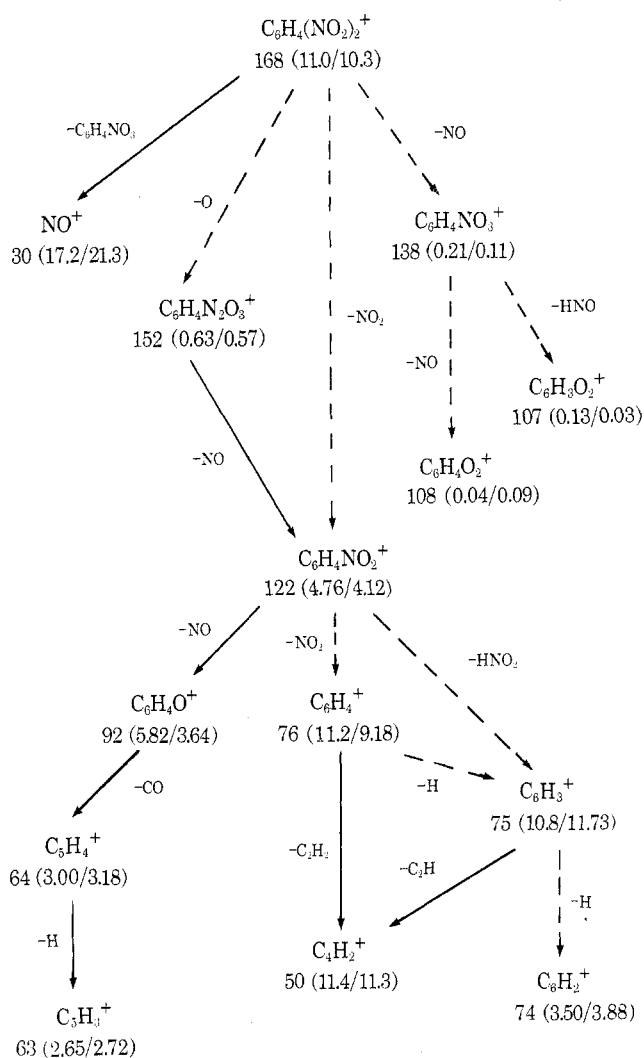 C₆H₄(NO₂)₂⁺
168 (11.0/10.3)
-C₆H₄NO₃
-O
-NO₂
-NO
NO⁺
30 (17.2/21.3)
C₆H₄N₂O₃⁺
152 (0.63/0.57)
C₆H₄NO₃⁺
138 (0.21/0.11)
-NO
-HNO
C₆H₃O₂⁺
107 (0.13/0.03)
C₆H₄O₂⁺
108 (0.04/0.09)
-NO
C₆H₄NO₂⁺
122 (4.76/4.12)
-NO
-NO₂
-HNO₂
C₆H₄O⁺
92 (5.82/3.64)
C₆H₄⁺
76 (11.2/9.18)
-H
C₆H₃⁺
75 (10.8/11.73)
-CO
C₅H₄⁺
64 (3.00/3.18)
-C₂H₂
-C₂H
-H
-H
C₄H₂⁺
50 (11.4/11.3)
C₆H₂⁺
74 (3.50/3.88)
C₅H₃⁺
63 (2.65/2.72)